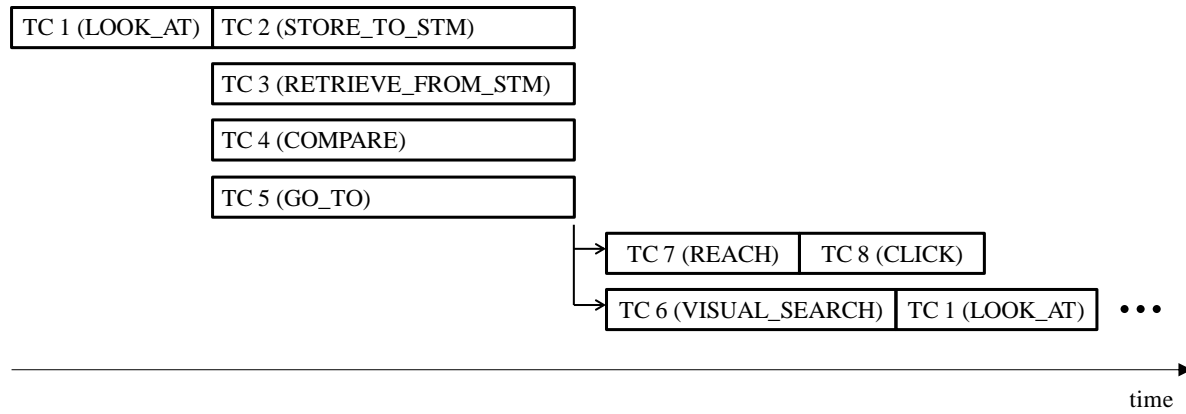 TC 1 (LOOK_AT) TC 2 (STORE_TO_STM)
TC 3 (RETRIEVE_FROM_STM)
TC 4 (COMPARE)
TC 5 (GO_TO)
TC 7 (REACH) TC 8 (CLICK)
TC 6 (VISUAL_SEARCH) TC 1 (LOOK_AT) •••
time